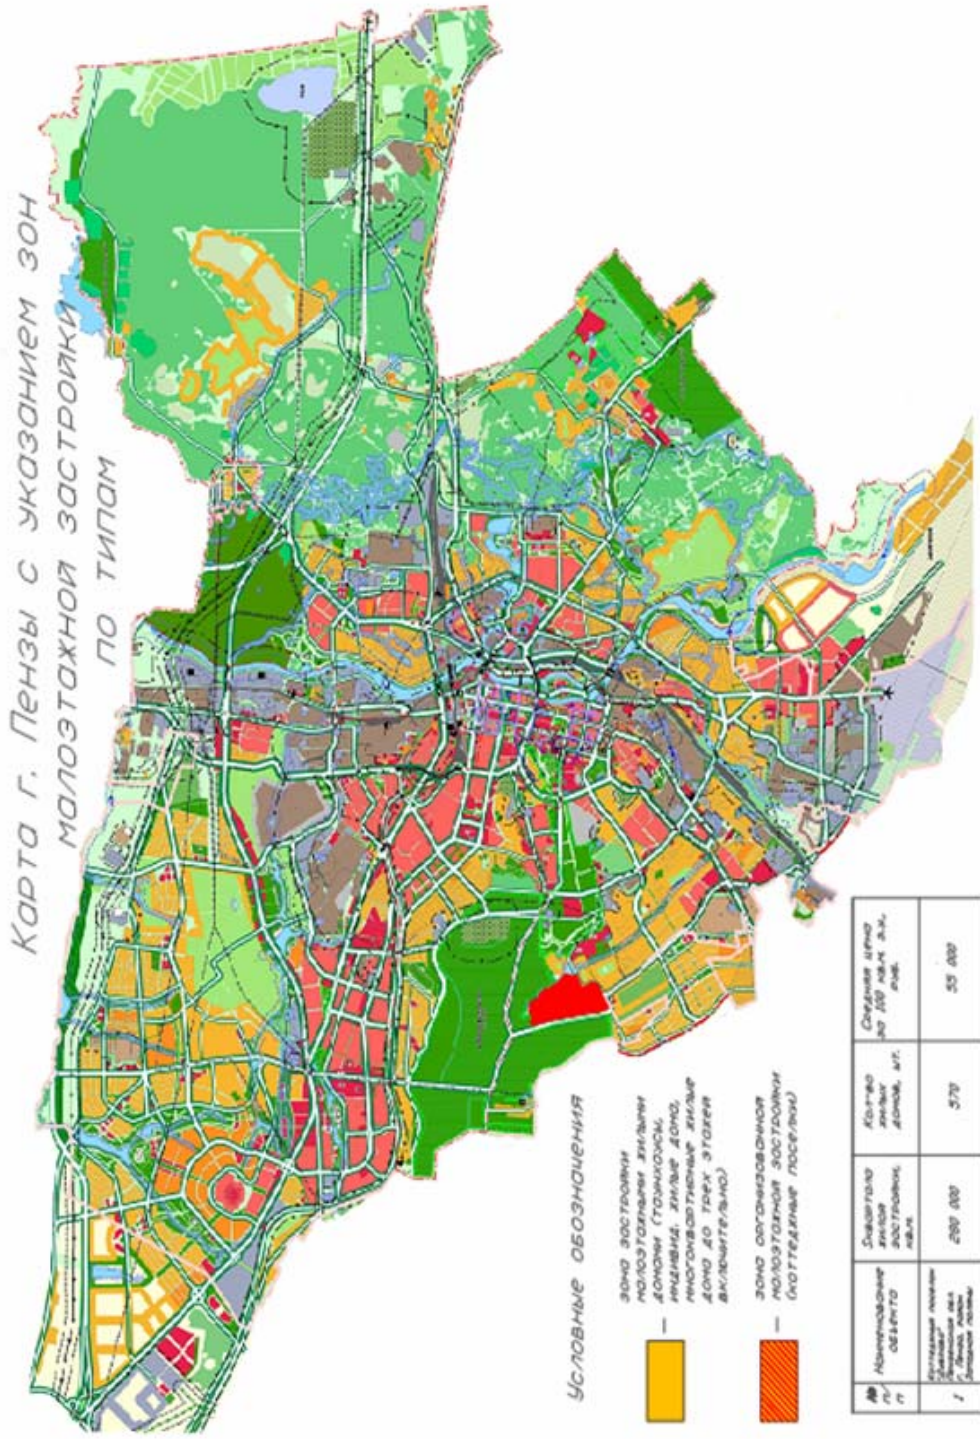 Карта г. Пензы с указанием зон
малоэтажной застройки
по типам
Условные обозначения
зона застройки
малоэтажными жилыми
домами (таунхаусы,
индивид. жилые дома,
многоквартирные жилые
дома до трех этажей
включительно)
зона организованной
малоэтажной застройки
(коттеджные поселки)
№
п/
п
Наименование
объекта
жилой
застройки,
кв.м.
Кол-во
жилых
домов, шт.
Средняя цена
за 100 кв.м. з.у.,
руб.
1
280 000
570
55 000